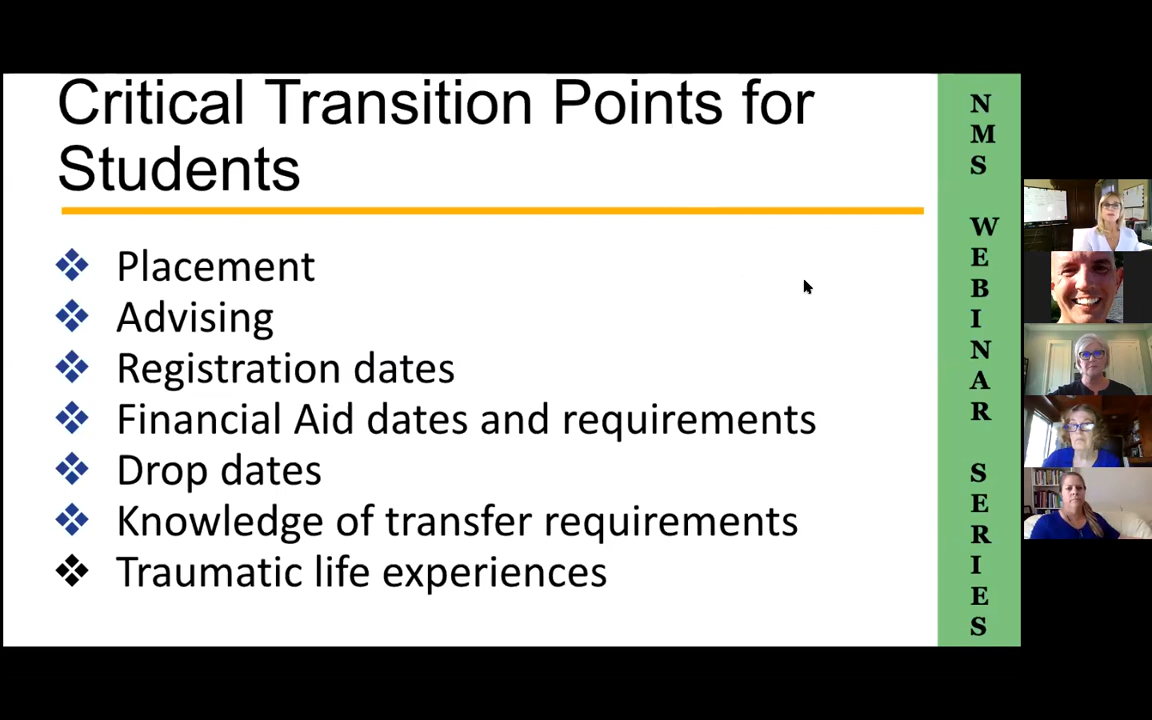 Critical Transition Points for
Students
Placement
Advising
Registration dates
Financial Aid dates and requirements
Drop dates
Knowledge of transfer requirements
Traumatic life experiences
NMS WEBINAR SERIES